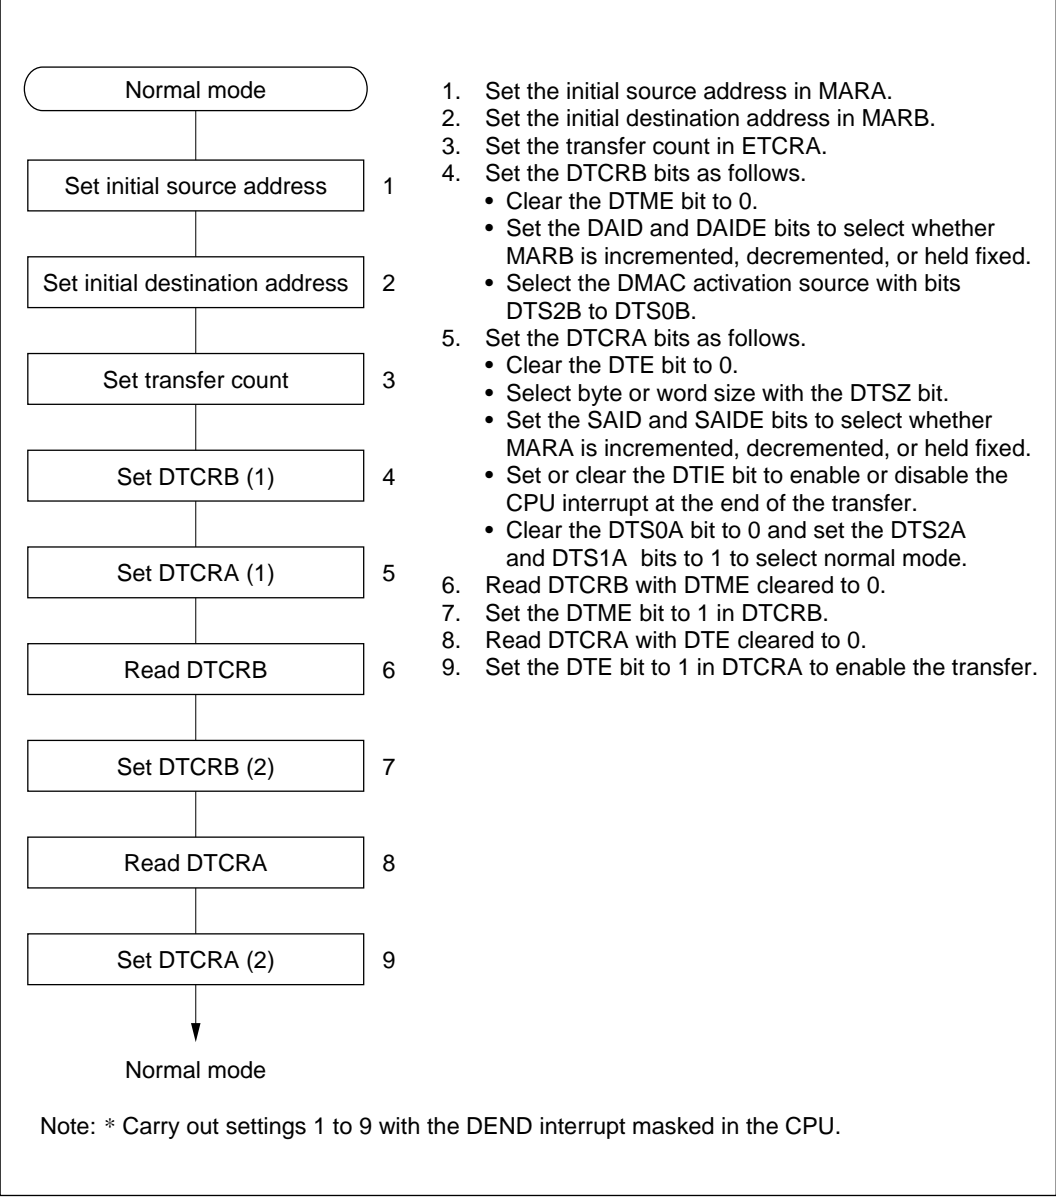 Normal mode
Set initial source address 1
Set initial destination address 2
Set transfer count 3
Set DTCRB (1) 4
Set DTCRA (1) 5
Read DTCRB 6
Set DTCRB (2) 7
Read DTCRA 8
Set DTCRA (2) 9
Normal mode
1. Set the initial source address in MARA.
2. Set the initial destination address in MARB.
3. Set the transfer count in ETCRA.
4. Set the DTCRB bits as follows.
• Clear the DTME bit to 0.
• Set the DAID and DAIDE bits to select whether
MARB is incremented, decremented, or held fixed.
• Select the DMAC activation source with bits
DTS2B to DTS0B.
5. Set the DTCRA bits as follows.
• Clear the DTE bit to 0.
• Select byte or word size with the DTSZ bit.
• Set the SAID and SAIDE bits to select whether
MARA is incremented, decremented, or held fixed.
• Set or clear the DTIE bit to enable or disable the
CPU interrupt at the end of the transfer.
• Clear the DTS0A bit to 0 and set the DTS2A
and DTS1A bits to 1 to select normal mode.
6. Read DTCRB with DTME cleared to 0.
7. Set the DTME bit to 1 in DTCRB.
8. Read DTCRA with DTE cleared to 0.
9. Set the DTE bit to 1 in DTCRA to enable the transfer.
Note: * Carry out settings 1 to 9 with the DEND interrupt masked in the CPU.